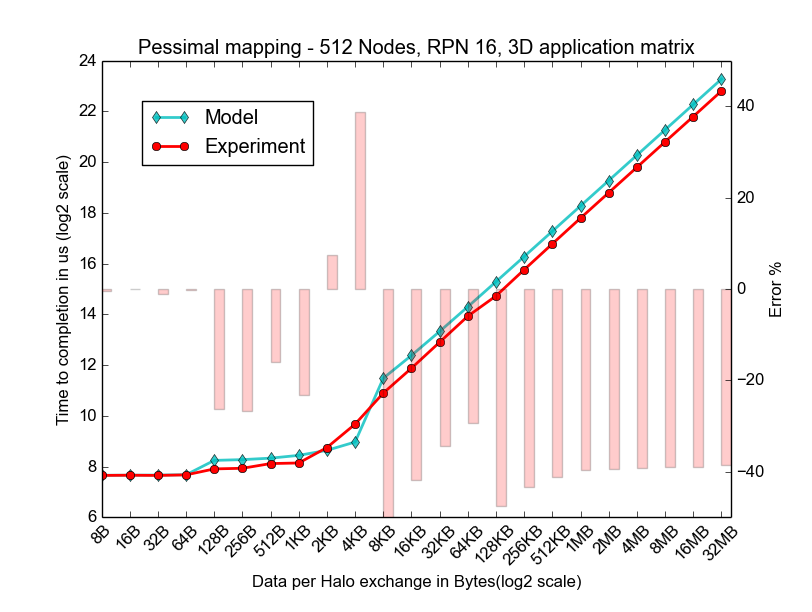 Pessimal mapping - 512 Nodes, RPN 16, 3D application matrix
Model
Experiment
Time to completion in us (log2 scale)
24
22
20
18
16
14
12
10
8
6
40
20
0
−20
−40
Error %
8B 16B 32B 64B 128B 256B 512B 1KB 2KB 4KB 8KB 16KB 32KB 64KB 128KB 256KB 512KB 1MB 2MB 4MB 8MB 16MB 32MB
Data per Halo exchange in Bytes(log2 scale)